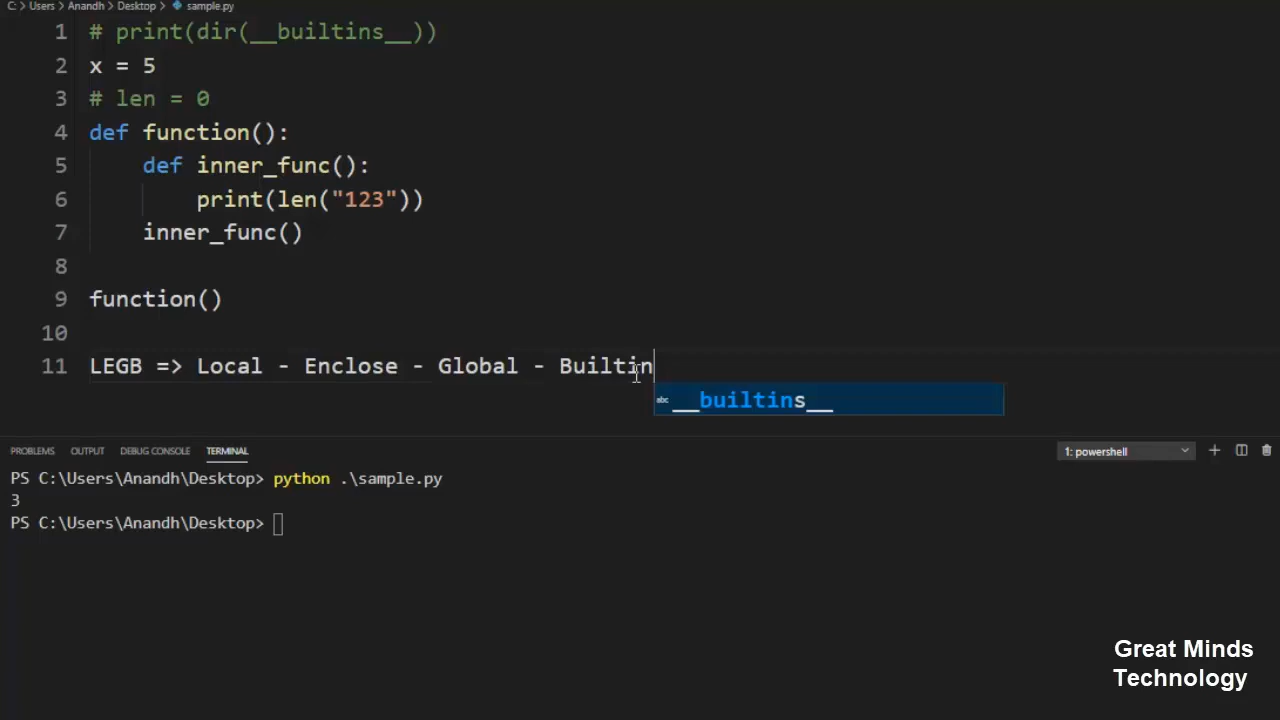 C: > Users > Anandh > Desktop > sample.py
1 # print(dir(__builtins__))
2 x = 5
3 # len = 0
4 def function():
5     def inner_func():
6         print(len("123"))
7     inner_func()
8
9 function()
10
11 LEGB => Local - Enclose - Global - Builtin
abc __builtins__
PROBLEMS OUTPUT DEBUG CONSOLE TERMINAL 1: powershell
PS C:\Users\Anandh\Desktop> python .\sample.py
3
PS C:\Users\Anandh\Desktop>
Great Minds
Technology